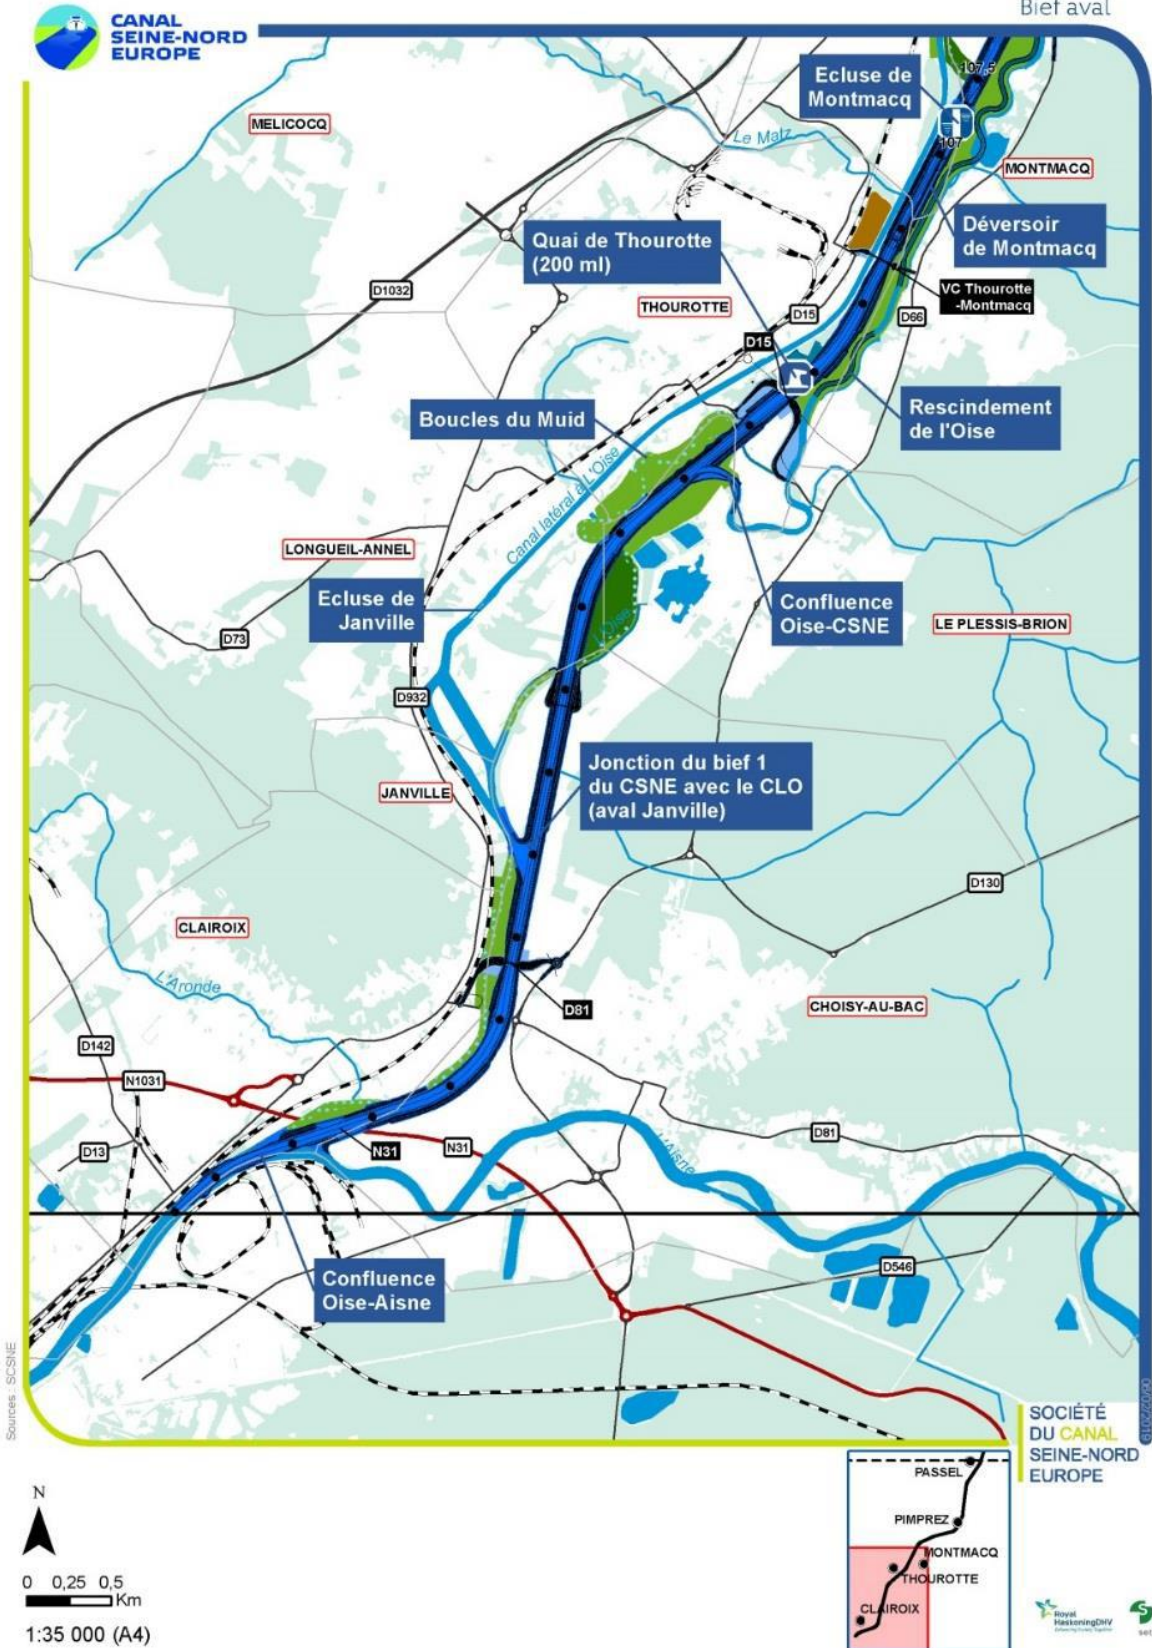 Bief aval
CANAL
SEINE-NORD
EUROPE
Ecluse de
Montmacq
107,5
107
MELICOCQ
Le Matz
MONTMACQ
Quai de Thourotte
(200 ml)
Déversoir
de Montmacq
D1032
THOUROTTE
VC Thourotte
-Montmacq
D15
D66
D15
Boucles du Muid
Rescindement
de l'Oise
Canal latéral à L'Oise
LONGUEIL-ANNEL
Ecluse de
Janville
Confluence
Oise-CSNE
L'Oise
LE PLESSIS-BRION
D73
D932
Jonction du bief 1
du CSNE avec le CLO
(aval Janville)
JANVILLE
D130
CLAIROIX
L'Aronde
D81
CHOISY-AU-BAC
D142
N1031
D13
N31
N31
D81
L'Aisne
Confluence
Oise-Aisne
D546
Sources : SCSNE
06/02/2019
SOCIÉTÉ
DU CANAL
SEINE-NORD
EUROPE
N
0 0,25 0,5
Km
1:35 000 (A4)
PASSEL
PIMPREZ
MONTMACQ
THOUROTTE
CLAIROIX
Royal
HaskoningDHV